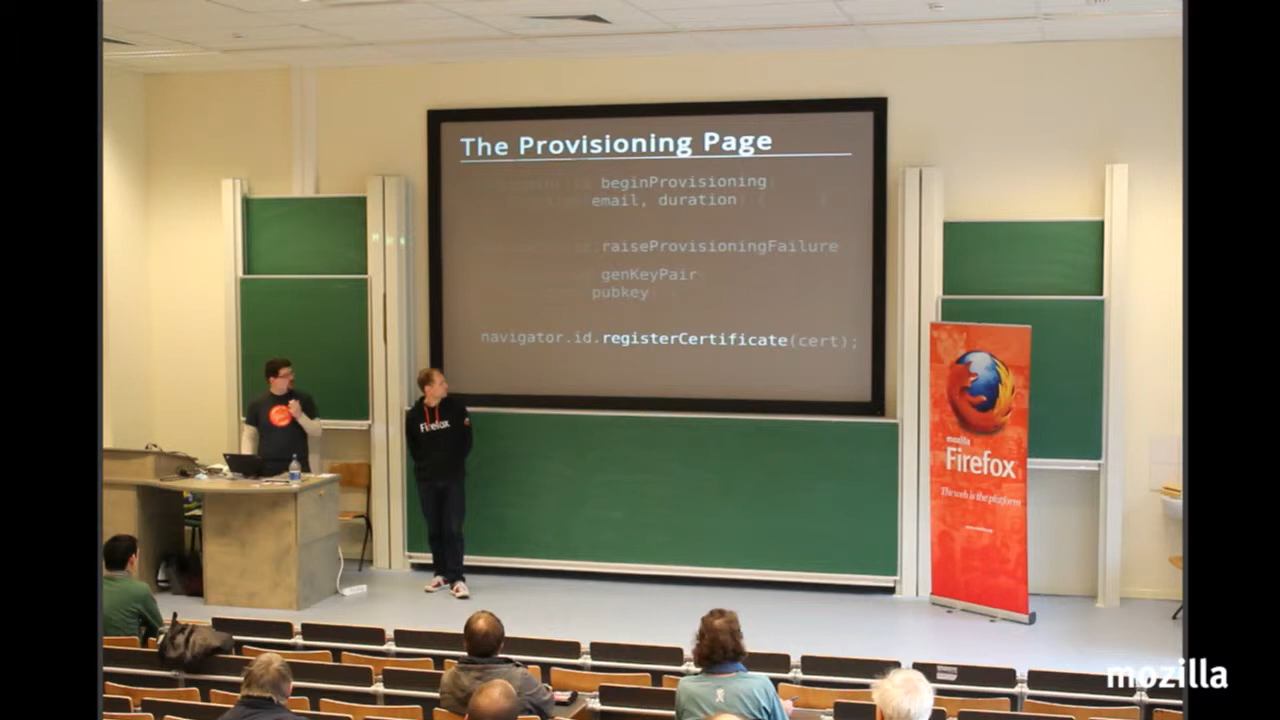 The Provisioning Page
beginProvisioning
email, duration
.raiseProvisioningFailure
genKeyPair
pubkey
navigator.id.registerCertificate(cert);
Firefox
mozilla
Firefox
The web is the platform
mozilla